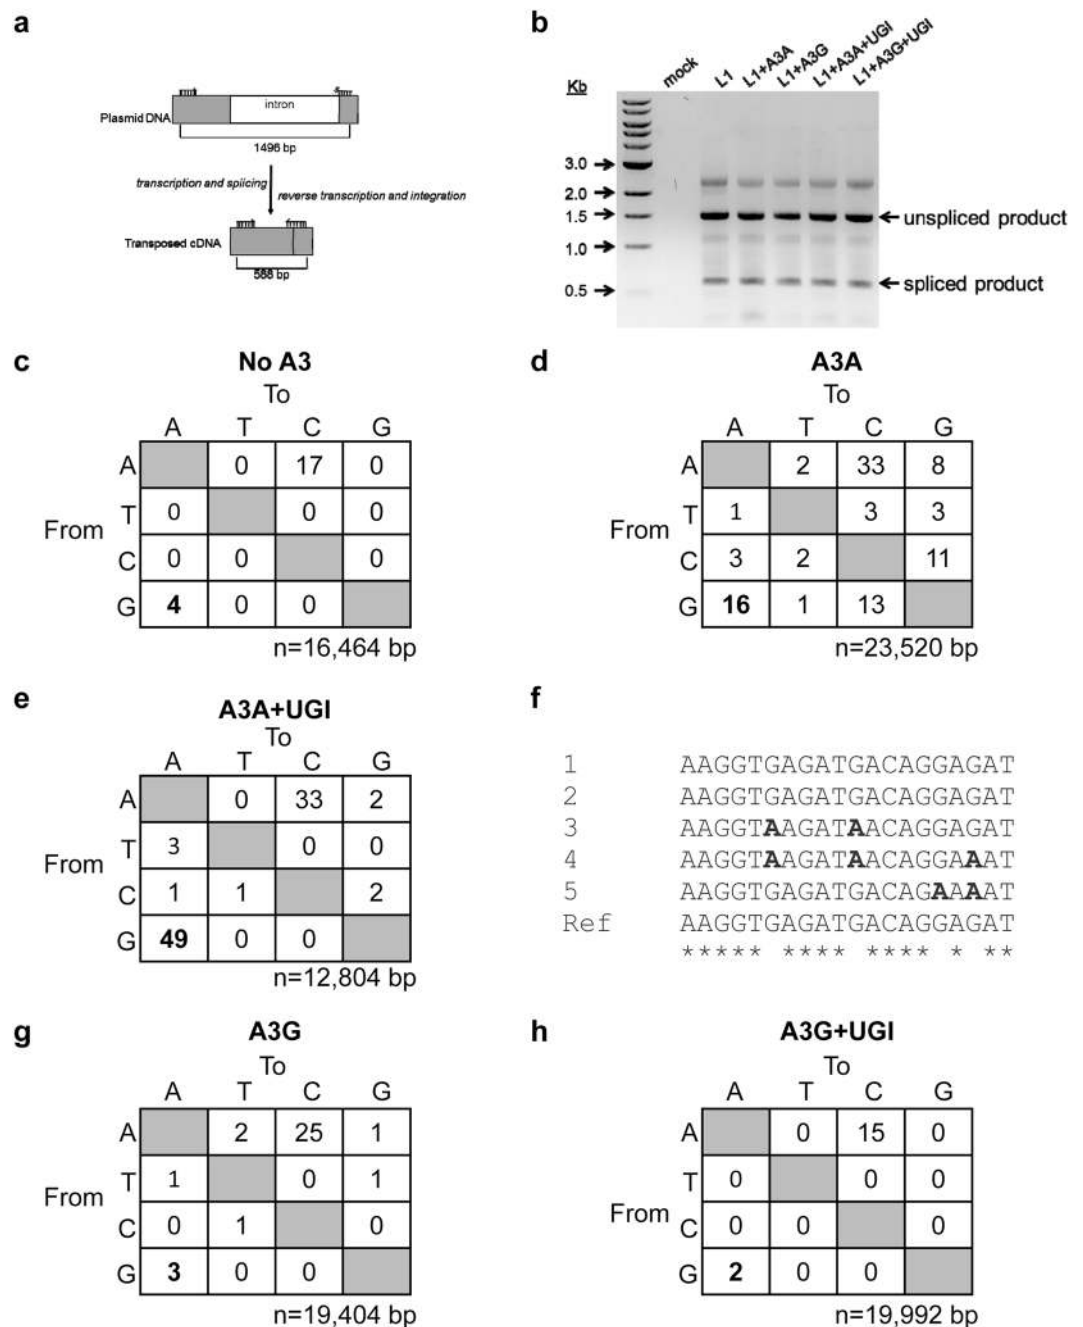 a
intron
Plasmid DNA
1496 bp
transcription and splicing
reverse transcription and integration
Transposed cDNA
588 bp
b
Kb
mock
L1
L1+A3A
L1+A3G
L1+A3A+UGI
L1+A3G+UGI
3.0
2.0
1.5
unspliced product
1.0
0.5
spliced product
c
No A3
To
A T C G
A 0 17 0
From
T 0 0 0
C 0 0 0
G 4 0 0
n=16,464 bp
d
A3A
To
A T C G
A 2 33 8
From
T 1 3 3
C 3 2 11
G 16 1 13
n=23,520 bp
e
A3A+UGI
To
A T C G
A 0 33 2
From
T 3 0 0
C 1 1 2
G 49 0 0
n=12,804 bp
f
1 AAGGTGAGATGACAGGAGAT
2 AAGGTGAGATGACAGGAGAT
3 AAGGTAAGATAACAGGAGAT
4 AAGGTAAGATAACAGGAAAT
5 AAGGTGAGATGACAGAAAAT
Ref AAGGTGAGATGACAGGAGAT
***** **** **** * **
g
A3G
To
A T C G
A 2 25 1
From
T 1 0 1
C 0 1 0
G 3 0 0
n=19,404 bp
h
A3G+UGI
To
A T C G
A 0 15 0
T 0 0 0
From
C 0 0 0
G 2 0 0
n=19,992 bp